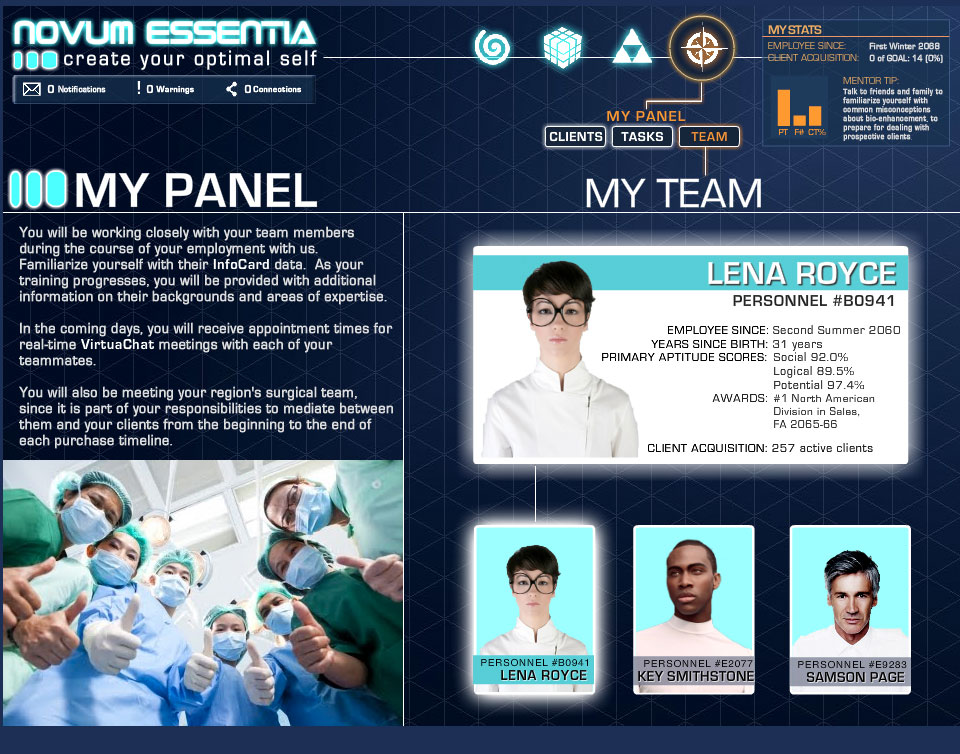 NOVUM ESSENTIA
create your optimal self
0 Notifications
! 0 Warnings
0 Connections
MY PANEL
CLIENTS
TASKS
TEAM
MY STATS
EMPLOYEE SINCE: First Winter 2068
CLIENT ACQUISITION: 0 of GOAL: 14 (0%)
MENTOR TIP:
Talk to friends and family to
familiarize yourself with
common misconceptions
about bio-enhancement, to
prepare for dealing with
prospective clients.
PT F# CT%
MY PANEL
MY TEAM
You will be working closely with your team members
during the course of your employment with us.
Familiarize yourself with their InfoCard data. As your
training progresses, you will be provided with additional
information on their backgrounds and areas of expertise.
In the coming days, you will receive appointment times for
real-time VirtuaChat meetings with each of your
teammates.
You will also be meeting your region's surgical team,
since it is part of your responsibilities to mediate between
them and your clients from the beginning to the end of
each purchase timeline.
LENA ROYCE
PERSONNEL #B0941
EMPLOYEE SINCE: Second Summer 2060
YEARS SINCE BIRTH: 31 years
PRIMARY APTITUDE SCORES: Social 92.0%
Logical 89.5%
Potential 97.4%
AWARDS: #1 North American
Division in Sales,
FA 2065-66
CLIENT ACQUISITION: 257 active clients
PERSONNEL #B0941
LENA ROYCE
PERSONNEL #E2077
KEY SMITHSTONE
PERSONNEL #E9283
SAMSON PAGE